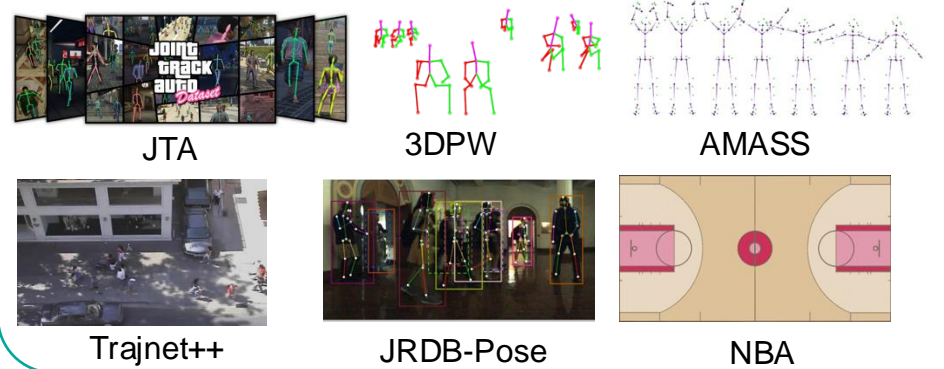 JOINT
TRACK
AUTO
Dataset
JTA
3DPW
AMASS
Trajnet++
JRDB-Pose
NBA